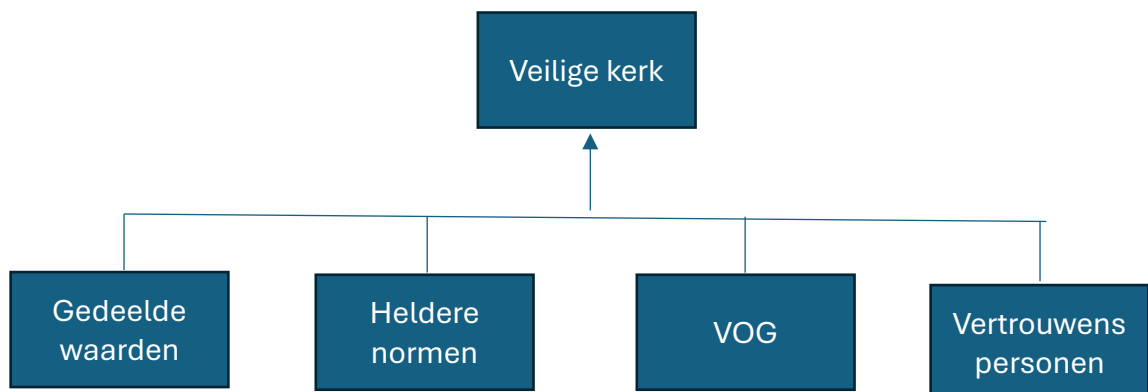 Veilige kerk
Gedeelde
waarden
Heldere
normen
VOG
Vertrouwens
personen